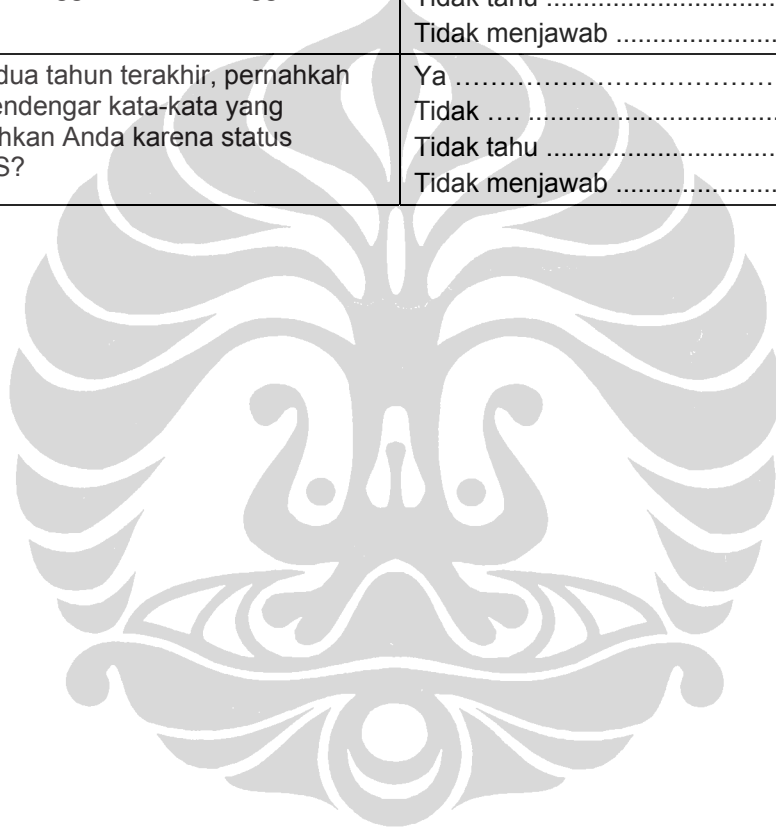 Tidak tahu ........................
Tidak menjawab ......................
dua tahun terakhir, pernahkah
endengar kata-kata yang
hkan Anda karena status
S?
Ya ……………………………………
Tidak …. ..................................
Tidak tahu ................................
Tidak menjawab ......................